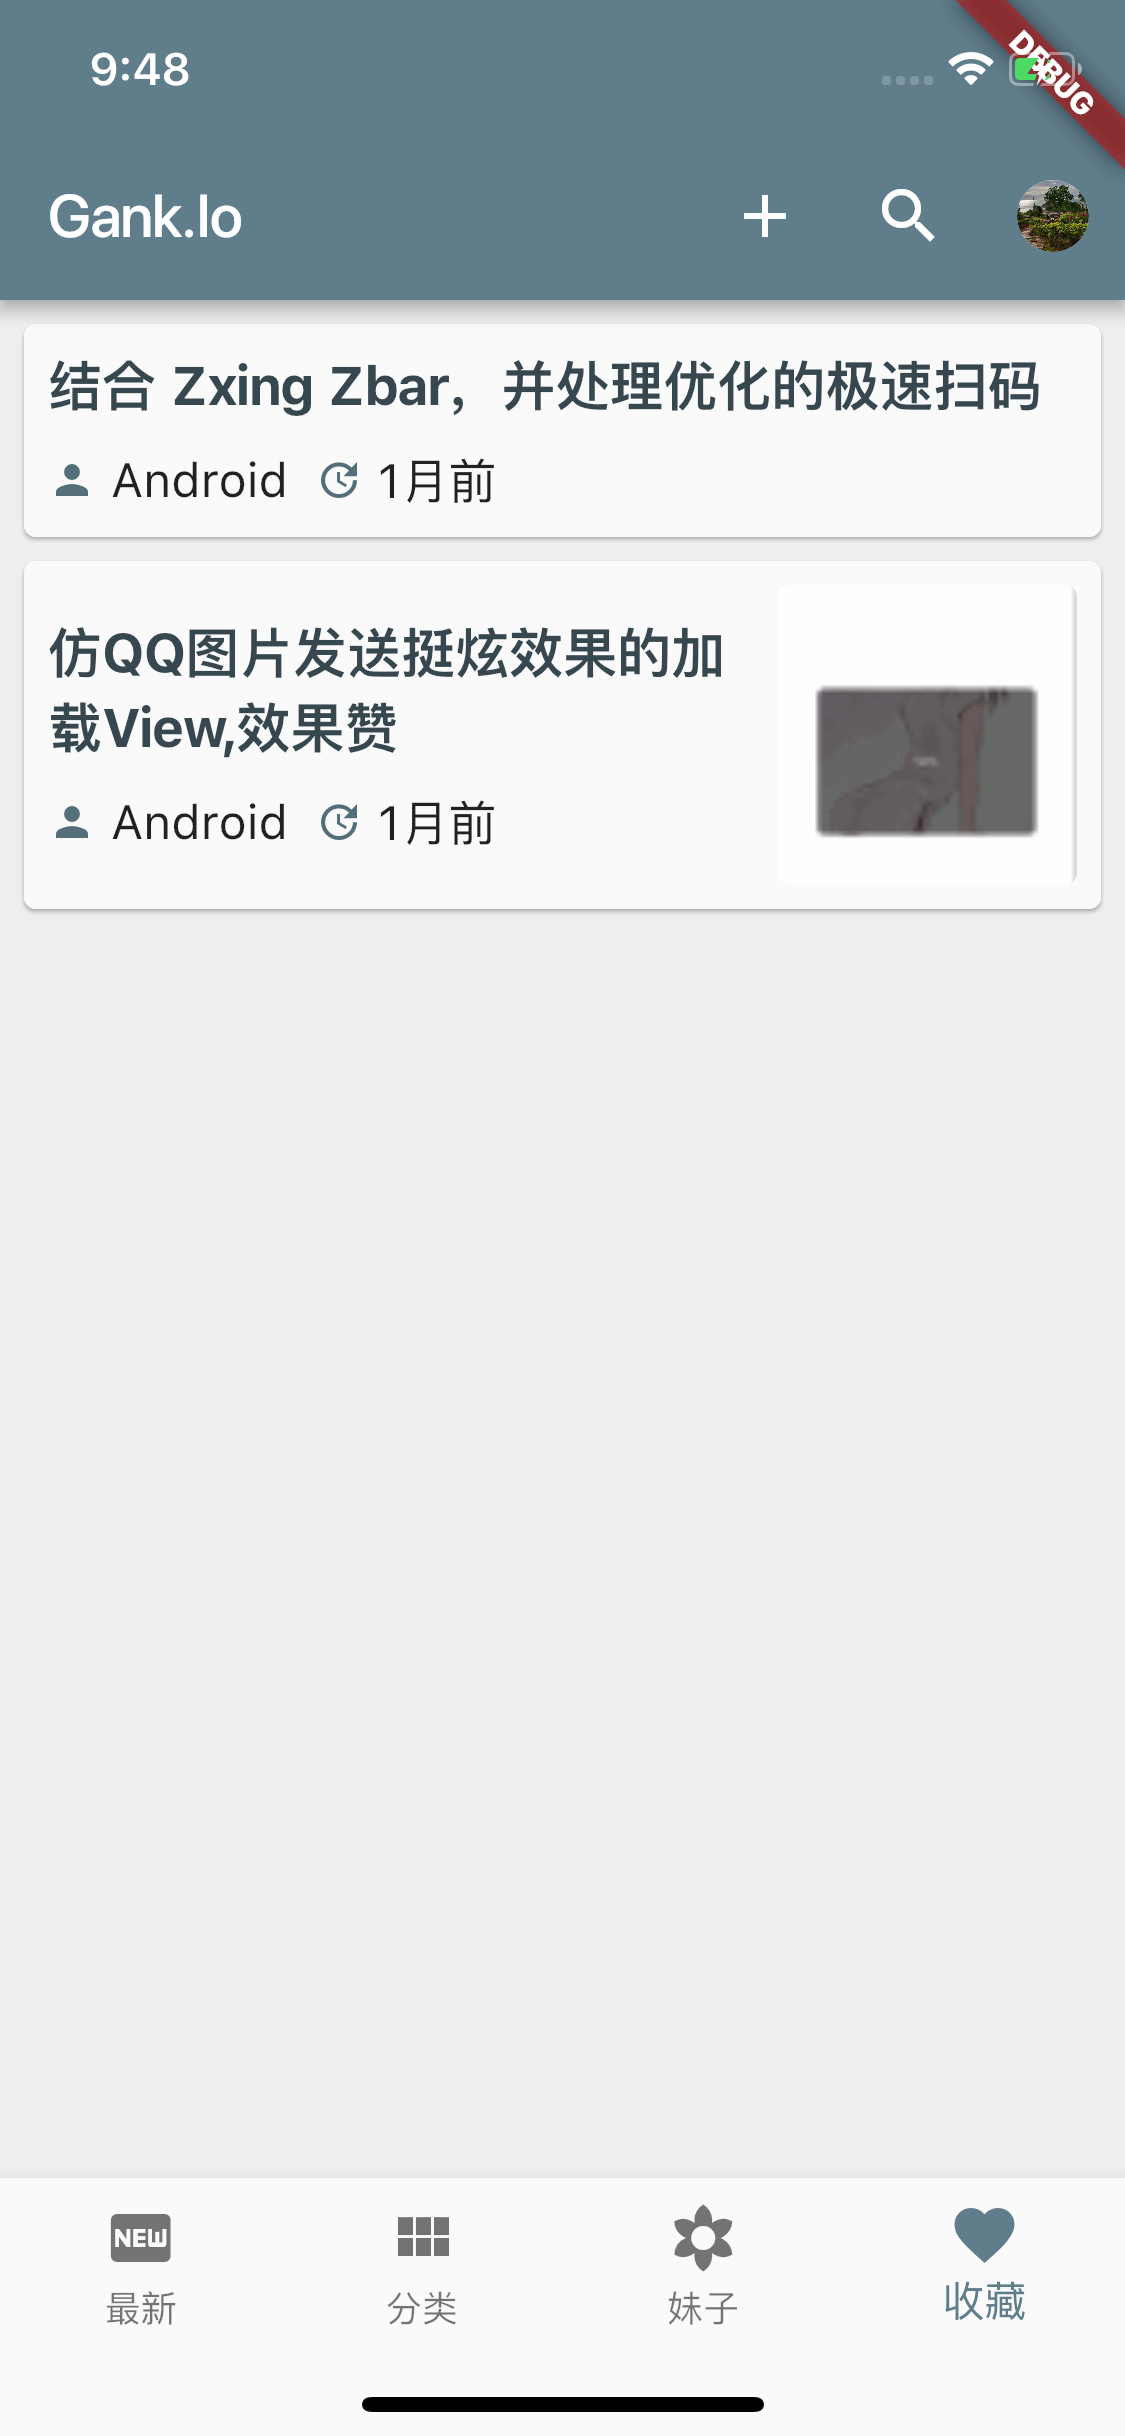 9:48
DEBUG
Gank.Io
结合 Zxing Zbar，并处理优化的极速扫码
Android 1月前
仿QQ图片发送挺炫效果的加
载View,效果赞
Android 1月前
NEW
最新
分类
妹子
收藏